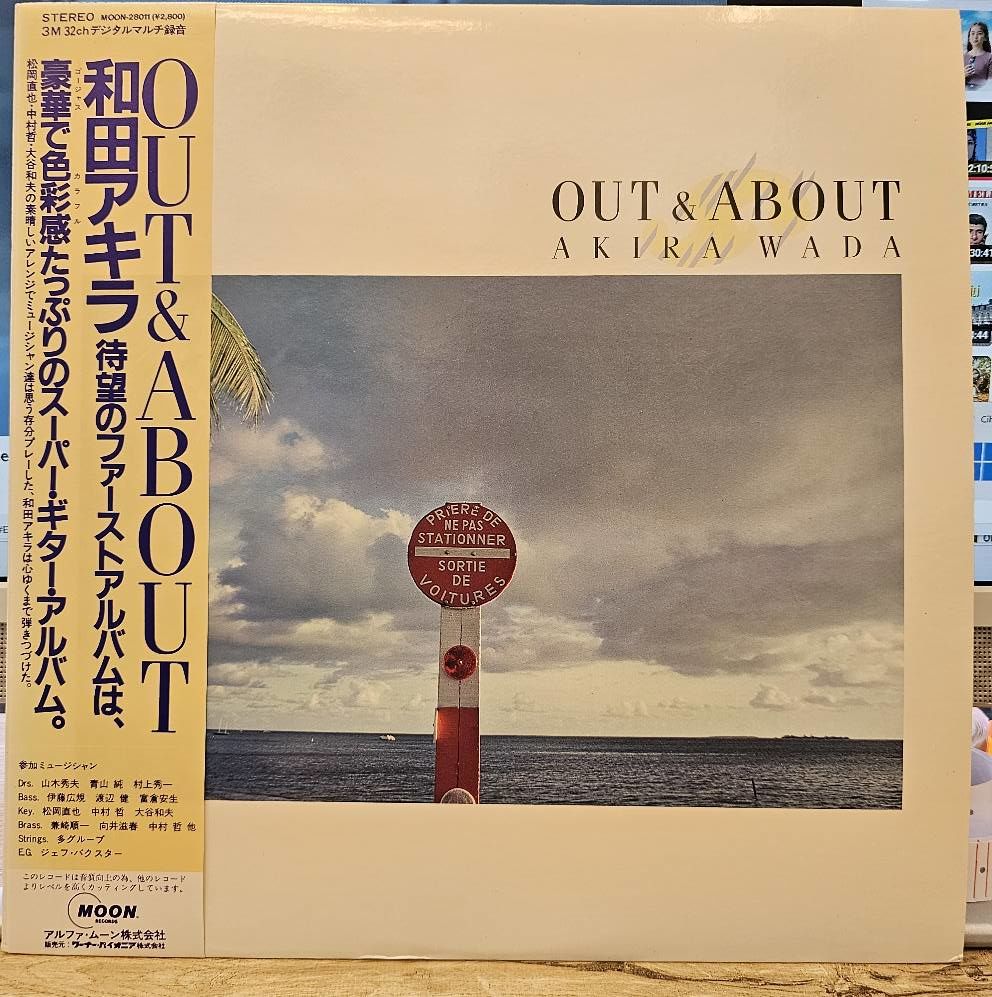 STEREO MOON-28011 (¥2,800)
3M 32chデジタルマルチ録音
OUT & ABOUT
和田アキラ待望のファーストアルバムは、
ゴージャス カラフル
豪華で色彩感たっぷりのスーパー・ギター・アルバム。
松岡直也・中村哲・大谷和夫の素晴しいアレンジでミュージシャン達は思う存分プレーした、和田アキラは心ゆくまで弾きつづけた。
参加ミュージシャン
Drs. 山木秀夫 青山 純 村上秀一
Bass. 伊藤広規 渡辺 健 富倉安生
Key. 松岡直也 中村 哲 大谷和夫
Brass. 兼崎順一 向井滋春 中村 哲 他
Strings. 多グループ
E.G. ジェフ・バクスター
このレコードは音質向上の為、他のレコード
よりレベルを高くカッティングしています。
MOON
RECORDS
アルファ・ムーン株式会社
販売元:ワーナー・パイオニア株式会社
OUT & ABOUT
AKIRA WADA
PRIERE DE
NE PAS
STATIONNER
SORTIE
DE
VOITURES
30:41
:44